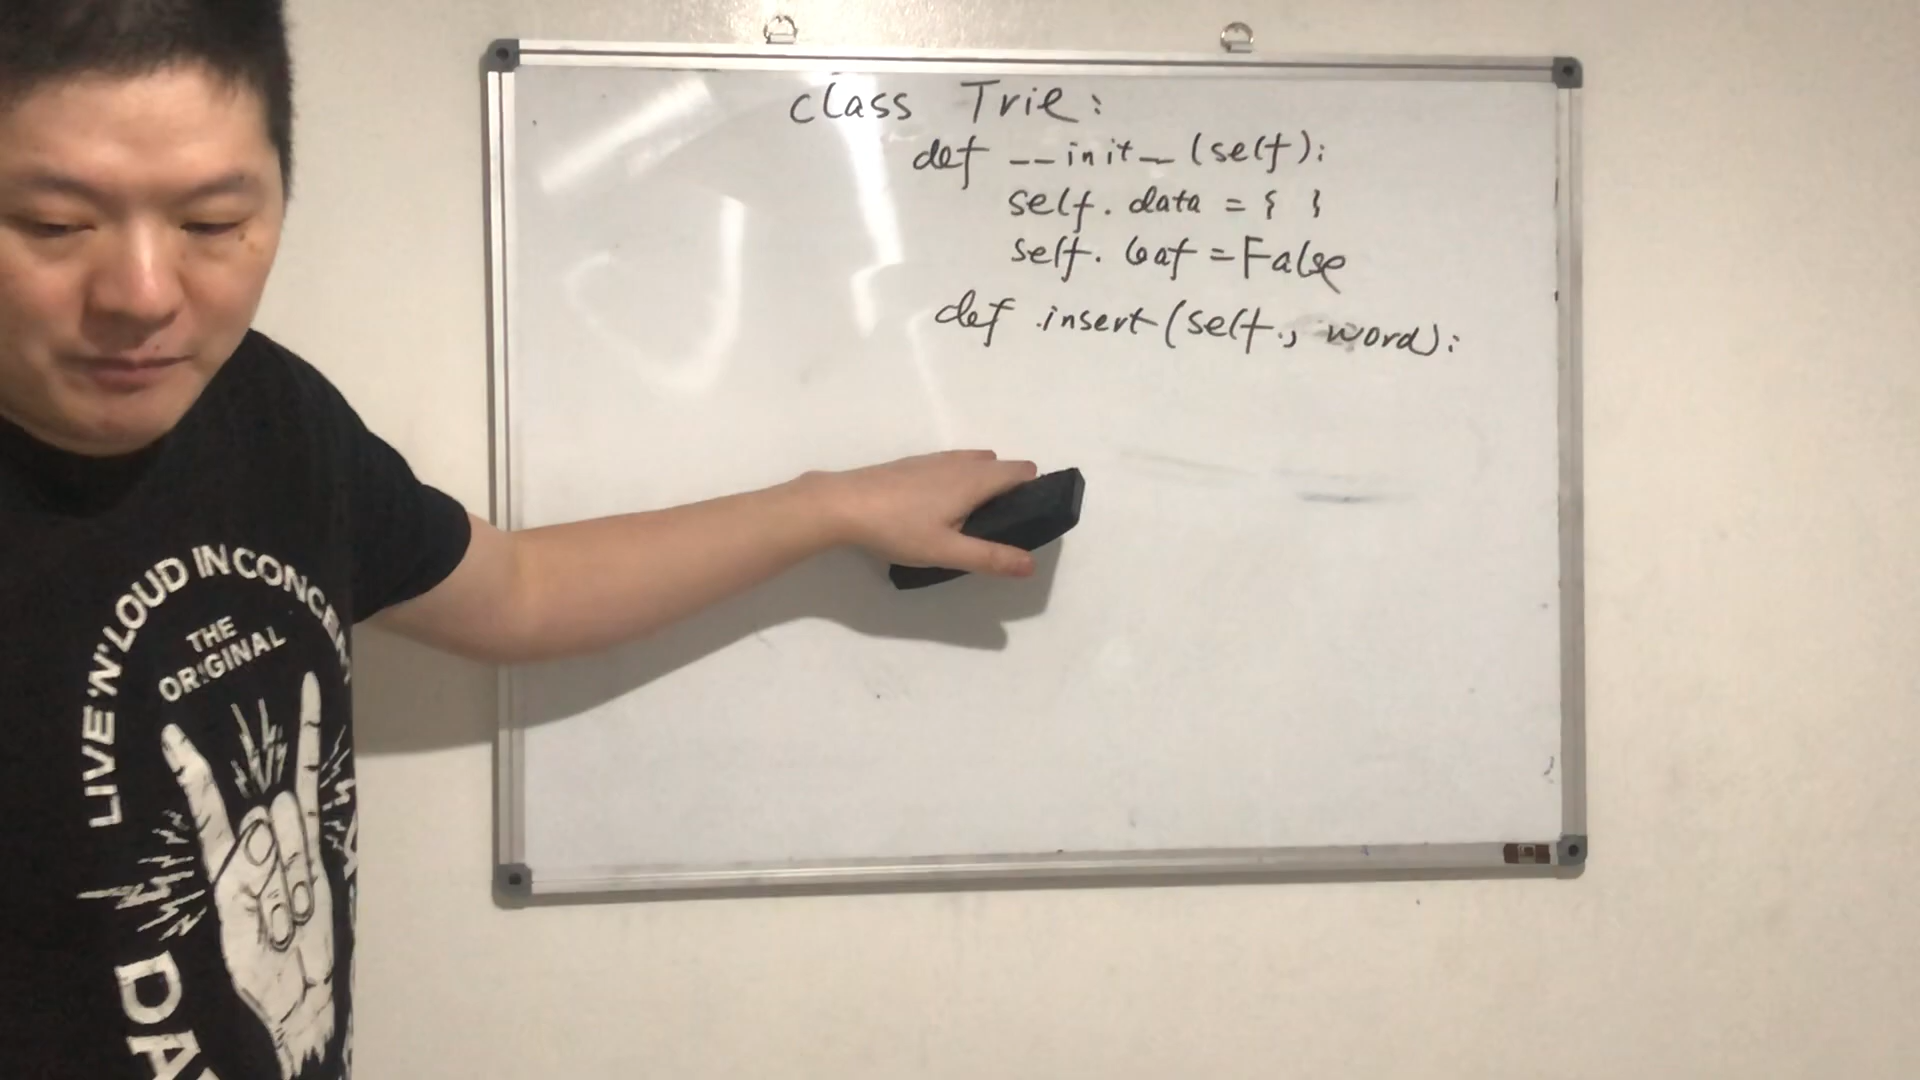 class Trie:
def __init__(self):
self.data = { }
self.leaf = False
def insert(self, word):
LIVE 'N' LOUD IN CONCERT
THE
ORIGINAL